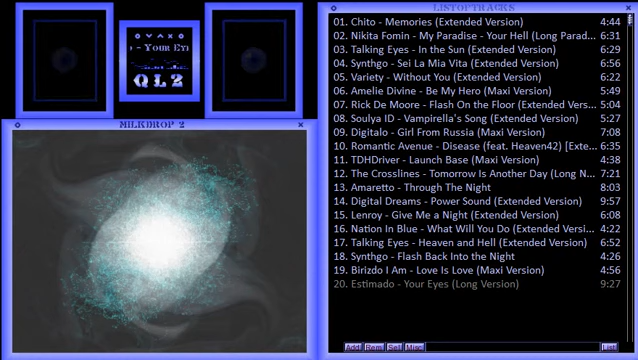 - Your Ey
QL2
MILKDROP 2
LISTOFTRACKS
01. Chito - Memories (Extended Version) 4:44
02. Nikita Fomin - My Paradise - Your Hell (Long Parad... 6:31
03. Talking Eyes - In the Sun (Extended Version) 6:29
04. Synthgo - Sei La Mia Vita (Extended) 6:56
05. Variety - Without You (Extended Version) 6:22
06. Amelie Divine - Be My Hero (Maxi Version) 5:49
07. Rick De Moore - Flash On the Floor (Extended Vers... 5:04
08. Soulya ID - Vampirella's Song (Extended Version) 5:27
09. Digitalo - Girl From Russia (Maxi Version) 7:08
10. Romantic Avenue - Disease (feat. Heaven42) [Exte... 6:35
11. TDHDriver - Launch Base (Maxi Version) 4:38
12. The Crosslines - Tomorrow Is Another Day (Long N... 7:21
13. Amaretto - Through The Night 8:03
14. Digital Dreams - Power Sound (Extended Version) 9:57
15. Lenroy - Give Me a Night (Extended Version) 6:08
16. Nation In Blue - What Will You Do (Extended Versi... 4:22
17. Talking Eyes - Heaven and Hell (Extended Version) 6:52
18. Synthgo - Flash Back Into the Night 4:26
19. Birizdo I Am - Love Is Love (Maxi Version) 4:56
20. Estimado - Your Eyes (Long Version) 9:27
Add Rem Sel Misc List